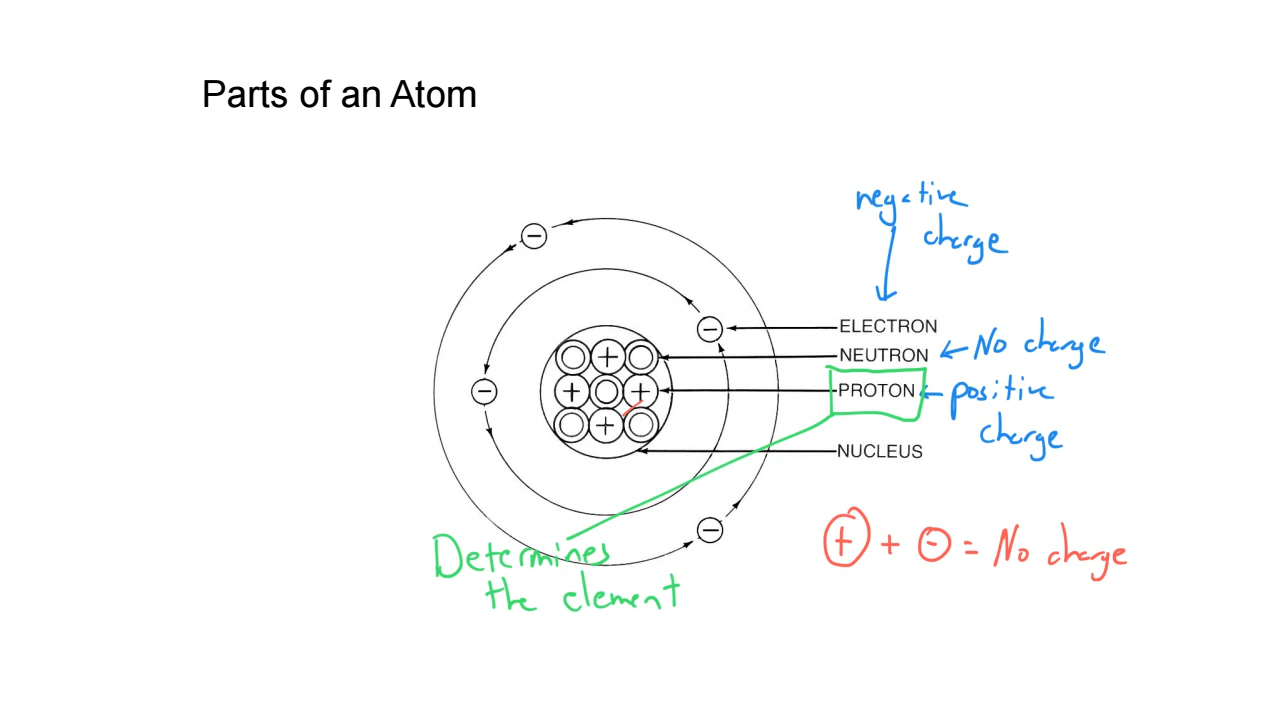 Parts of an Atom
negative
charge
ELECTRON
NEUTRON
No charge
PROTON
positive
charge
NUCLEUS
+ + - = No charge
Determines
the element